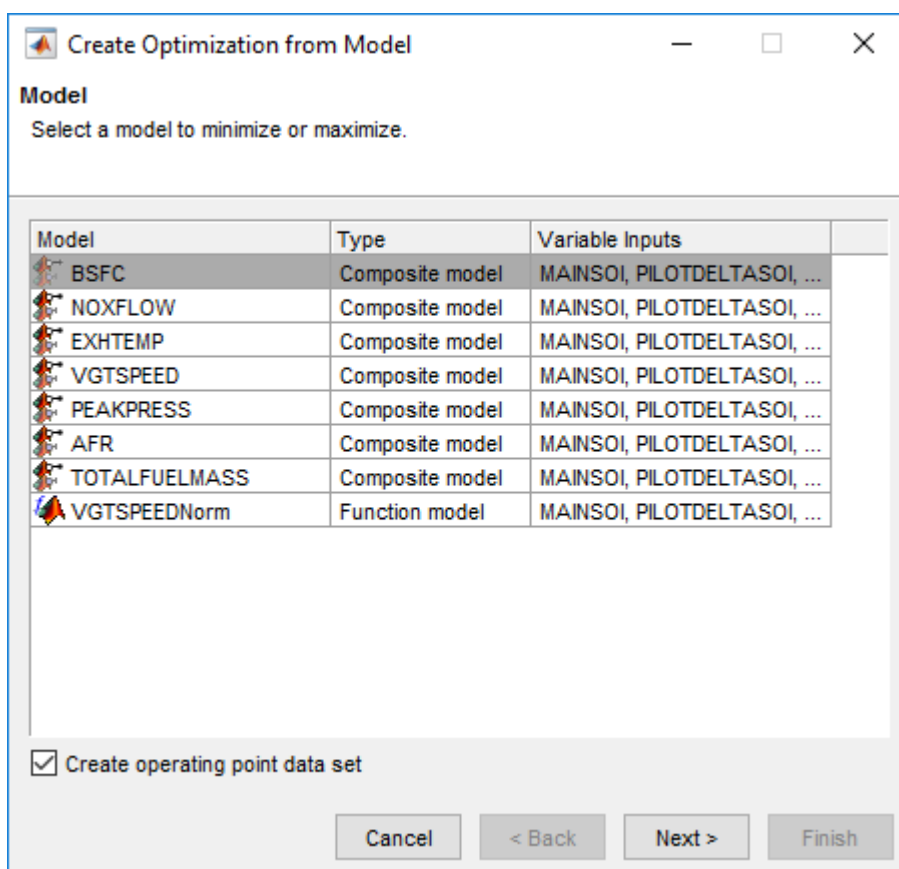 Create Optimization from Model
Model
Select a model to minimize or maximize.
Model Type Variable Inputs
BSFC Composite model MAINSOI, PILOTDELTASOI, ...
NOXFLOW Composite model MAINSOI, PILOTDELTASOI, ...
EXHTEMP Composite model MAINSOI, PILOTDELTASOI, ...
VGTSPEED Composite model MAINSOI, PILOTDELTASOI, ...
PEAKPRESS Composite model MAINSOI, PILOTDELTASOI, ...
AFR Composite model MAINSOI, PILOTDELTASOI, ...
TOTALFUELMASS Composite model MAINSOI, PILOTDELTASOI, ...
VGTSPEEDNorm Function model MAINSOI, PILOTDELTASOI, ...
Create operating point data set
Cancel < Back Next > Finish